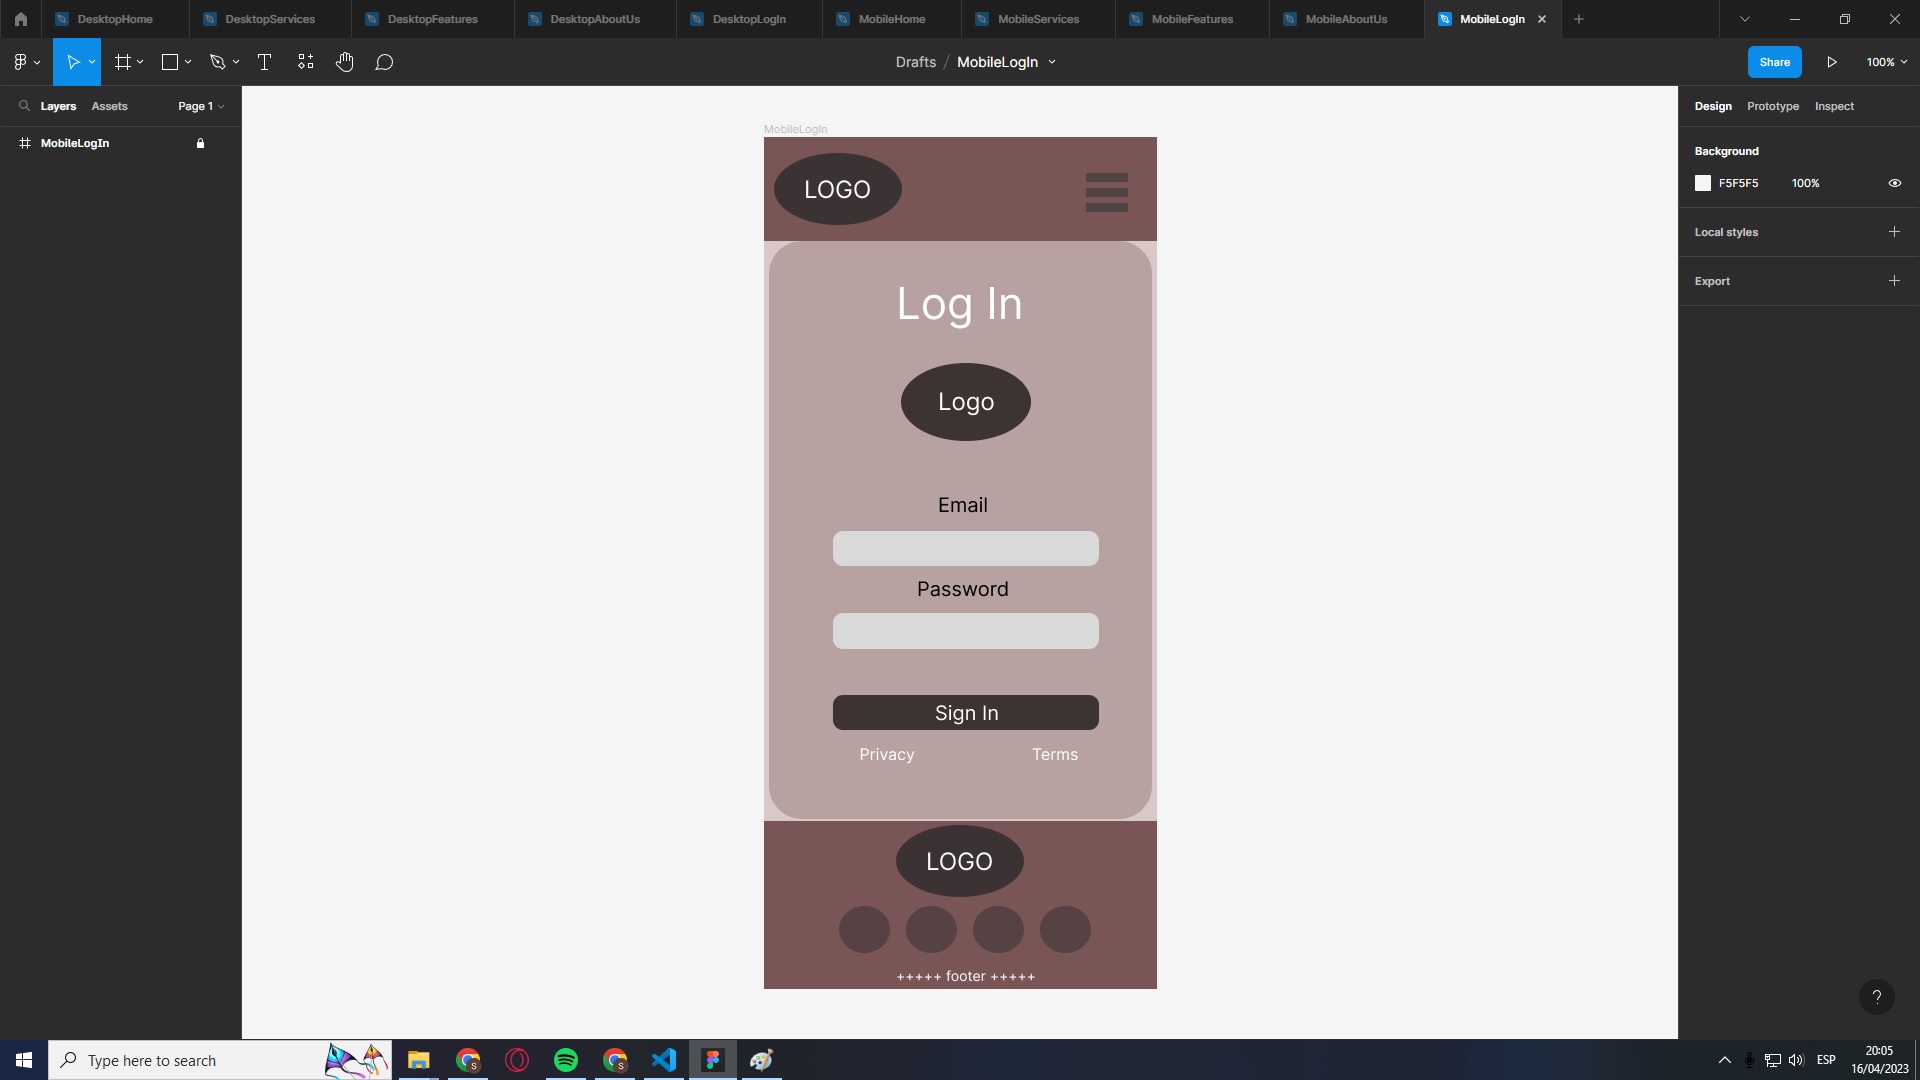 DesktopHome
DesktopServices
DesktopFeatures
DesktopAboutUs
DesktopLogIn
MobileHome
MobileServices
MobileFeatures
MobileAboutUs
MobileLogIn
Drafts / MobileLogIn
Share
100%
Layers
Assets
Page 1
MobileLogIn
Design
Prototype
Inspect
Background
F5F5F5
100%
Local styles
Export
MobileLogIn
LOGO
Log In
Logo
Email
Password
Sign In
Privacy
Terms
LOGO
+++++ footer +++++
?
Type here to search
S
S
ESP
20:05
16/04/2023